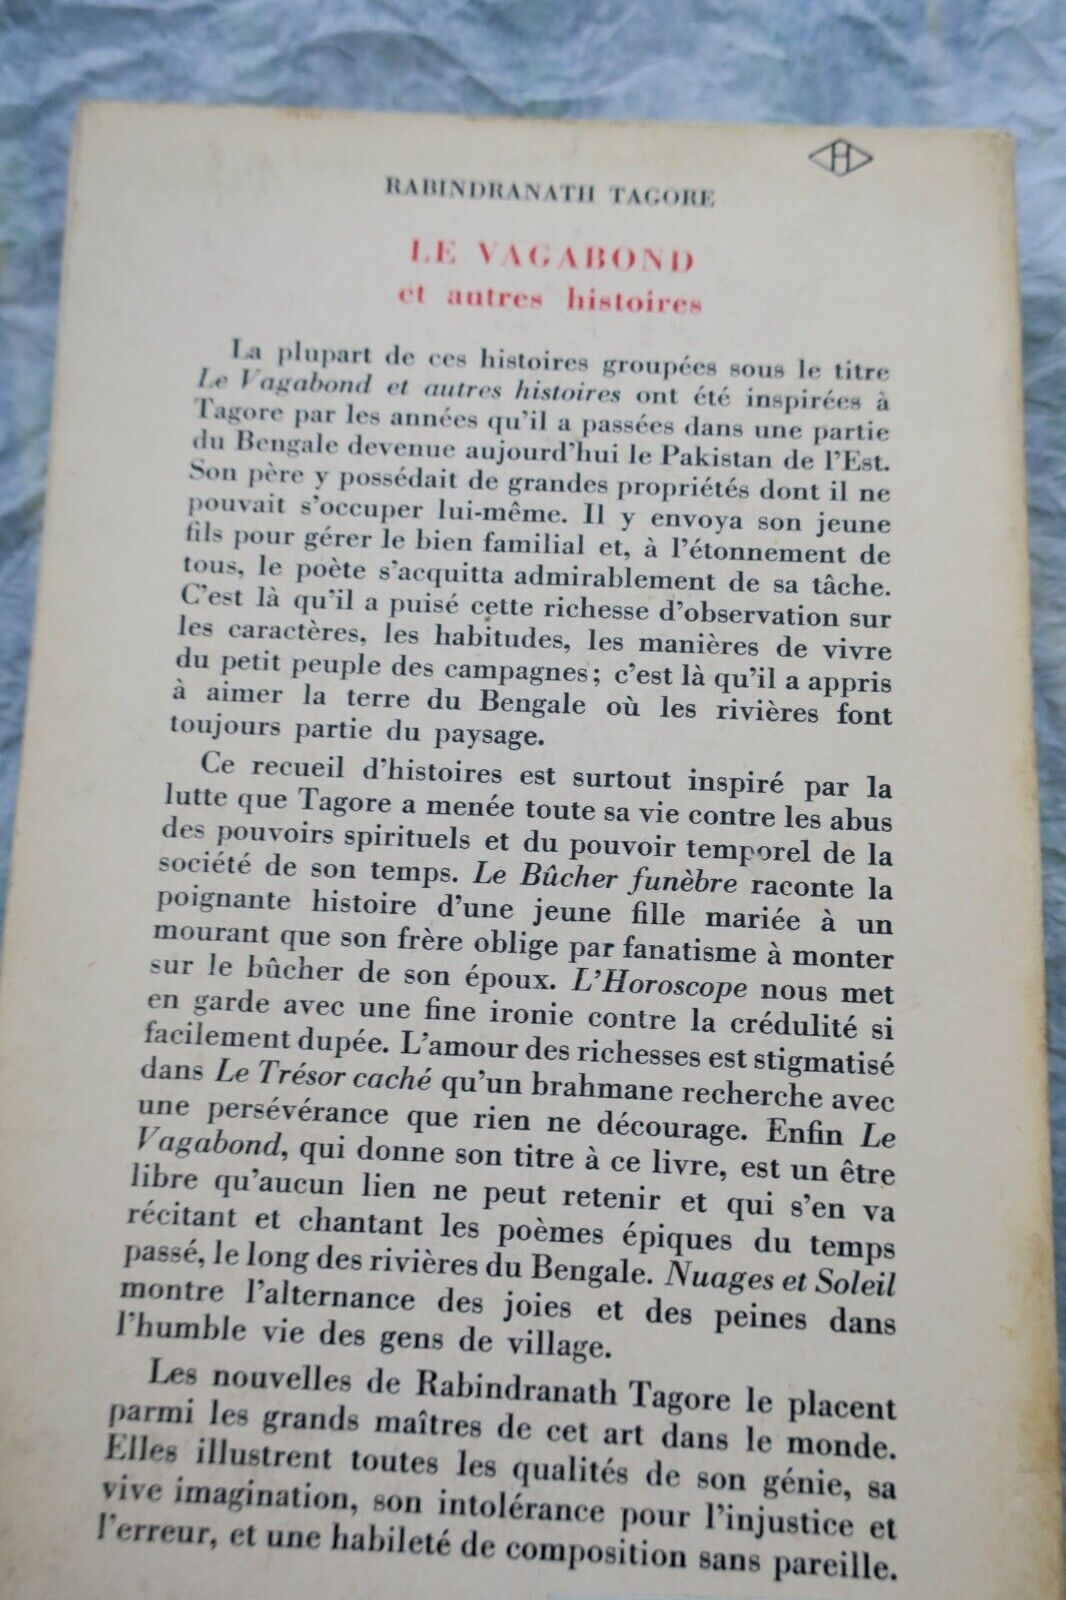 H
RABINDRANATH TAGORE
LE VAGABOND
et autres histoires
La plupart de ces histoires groupées sous le titre
Le Vagabond et autres histoires ont été inspirées à
Tagore par les années qu'il a passées dans une partie
du Bengale devenue aujourd'hui le Pakistan de l'Est.
Son père y possédait de grandes propriétés dont il ne
pouvait s'occuper lui-même. Il y envoya son jeune
fils pour gérer le bien familial et, à l'étonnement de
tous, le poète s'acquitta admirablement de sa tâche.
C'est là qu'il a puisé cette richesse d'observation sur
les caractères, les habitudes, les manières de vivre
du petit peuple des campagnes; c'est là qu'il a appris
à aimer la terre du Bengale où les rivières font
toujours partie du paysage.
Ce recueil d'histoires est surtout inspiré par la
lutte que Tagore a menée toute sa vie contre les abus
des pouvoirs spirituels et du pouvoir temporel de la
société de son temps. Le Bûcher funèbre raconte la
poignante histoire d'une jeune fille mariée à un
mourant que son frère oblige par fanatisme à monter
sur le bûcher de son époux. L'Horoscope nous met
en garde avec une fine ironie contre la crédulité si
facilement dupée. L'amour des richesses est stigmatisé
dans Le Trésor caché qu'un brahmane recherche avec
une persévérance que rien ne décourage. Enfin Le
Vagabond, qui donne son titre à ce livre, est un être
libre qu'aucun lien ne peut retenir et qui s'en va
récitant et chantant les poèmes épiques du temps
passé, le long des rivières du Bengale. Nuages et Soleil
montre l'alternance des joies et des peines dans
l'humble vie des gens de village.
Les nouvelles de Rabindranath Tagore le placent
parmi les grands maîtres de cet art dans le monde.
Elles illustrent toutes les qualités de son génie, sa
vive imagination, son intolérance pour l'injustice et
l'erreur, et une habileté de composition sans pareille.